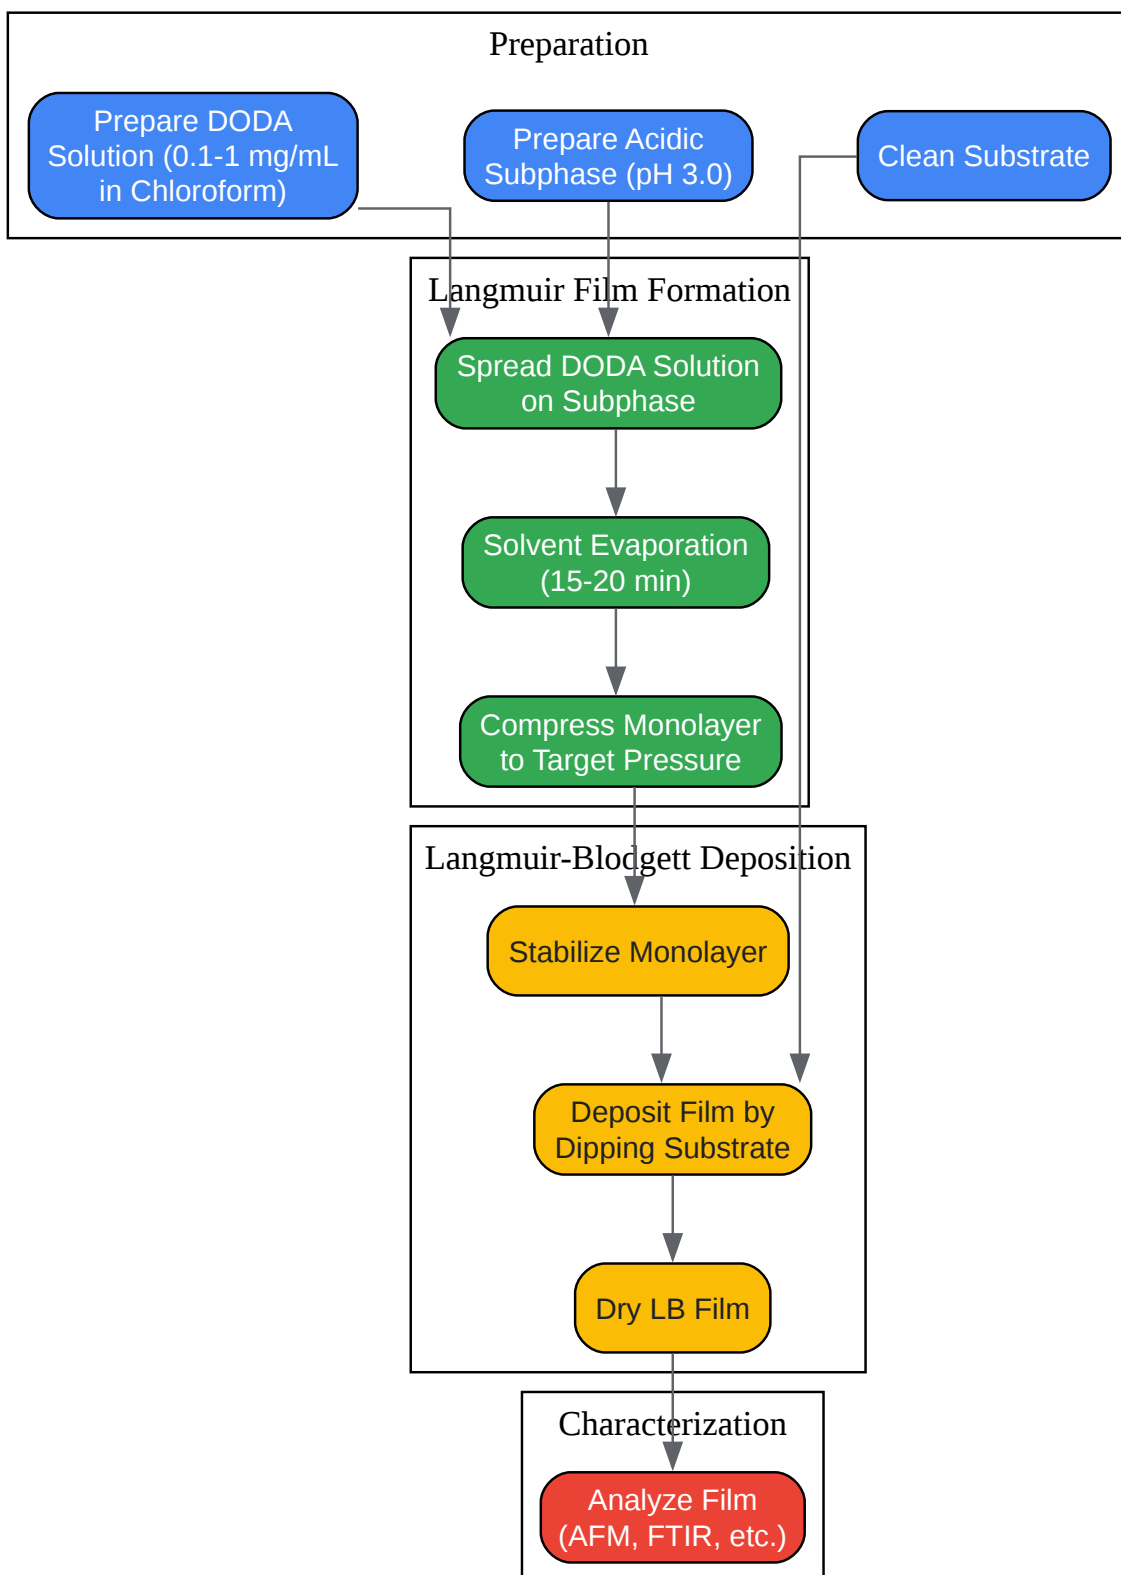 Preparation
Prepare DODA
Solution (0.1-1 mg/mL
in Chloroform)
Prepare Acidic
Subphase (pH 3.0)
Clean Substrate
Langmuir Film Formation
Spread DODA Solution
on Subphase
Solvent Evaporation
(15-20 min)
Compress Monolayer
to Target Pressure
Langmuir-Blodgett Deposition
Stabilize Monolayer
Deposit Film by
Dipping Substrate
Dry LB Film
Characterization
Analyze Film
(AFM, FTIR, etc.)